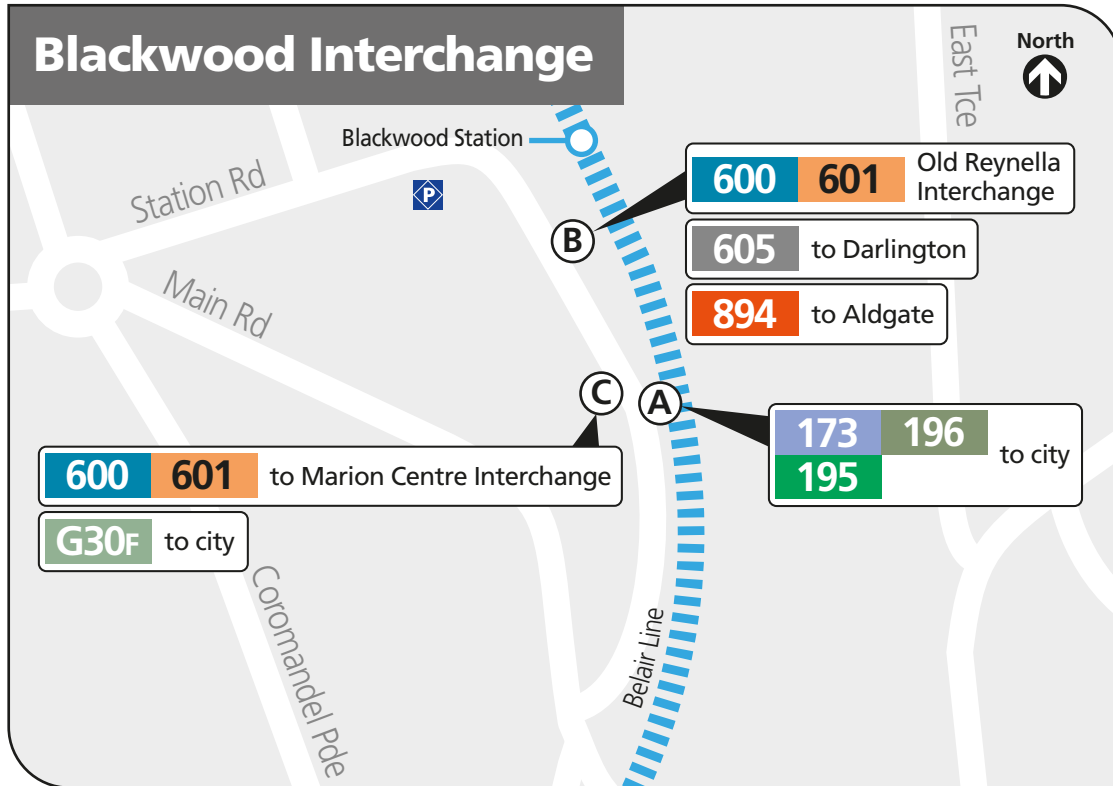 Blackwood Interchange
North
East Tce
Blackwood Station
Station Rd
P
Main Rd
B
600 601 Old Reynella
Interchange
605 to Darlington
894 to Aldgate
C
A
173 196 to city
195
600 601 to Marion Centre Interchange
G30F to city
Coromandel Pde
Belair Line